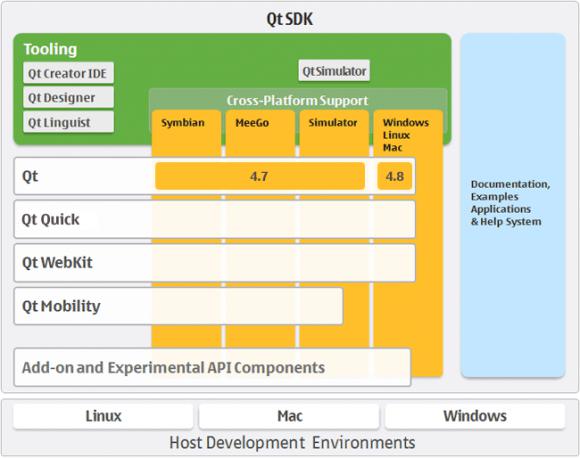 Qt SDK
Tooling
Qt Creator IDE
Qt Designer
Qt Linguist
QtSimulator
Cross-Platform Support
Symbian
MeeGo
Simulator
Windows
Linux
Mac
Qt
4.7
4.8
Qt Quick
Qt WebKit
Qt Mobility
Add-on and Experimental API Components
Documentation,
Examples
Applications
& Help System
Linux
Mac
Windows
Host Development Environments